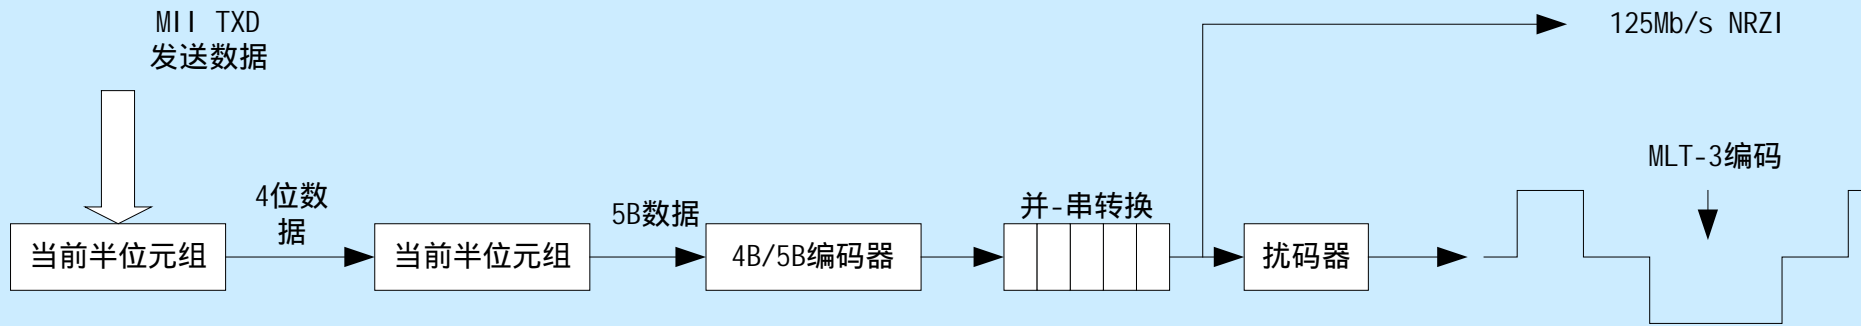 MII TXD
发送数据
125Mb/s NRZI
MLT-3编码
4位数
据
5B数据
并-串转换
当前半位元组
当前半位元组
4B/5B编码器
扰码器